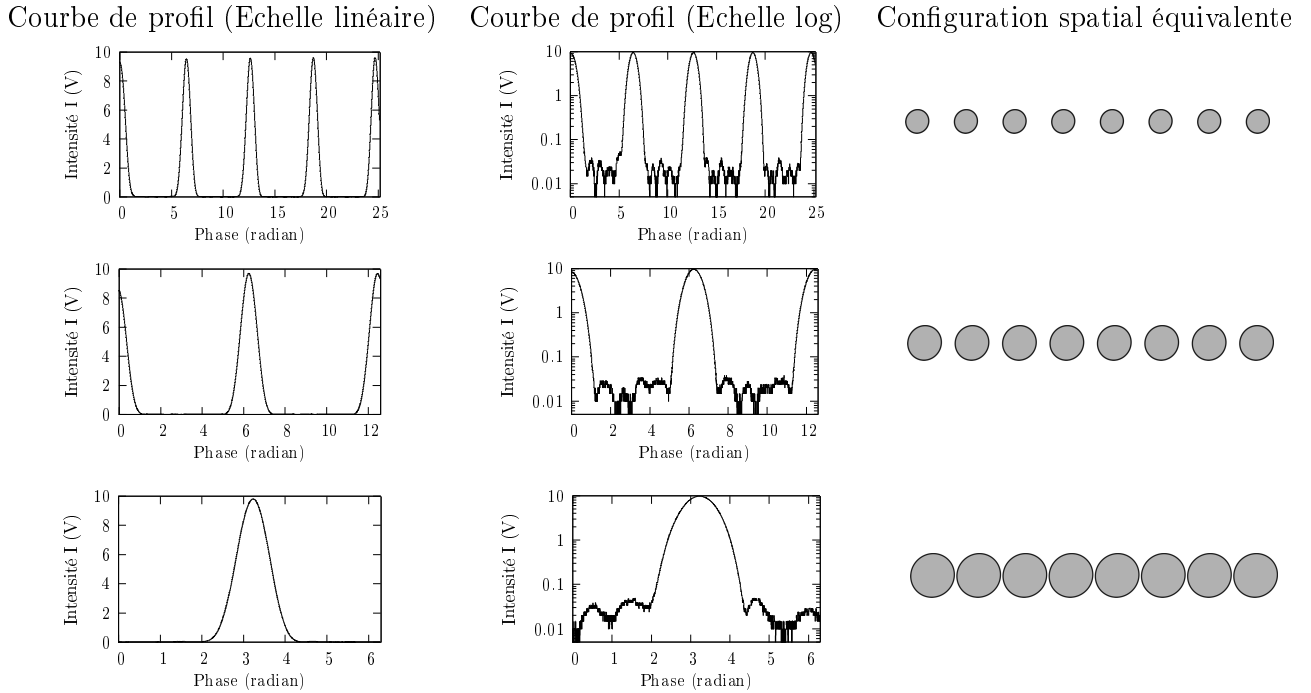 Courbe de profil (Echelle linéaire)
Courbe de profil (Echelle log)
Configuration spatial équivalente
Intensité I (V)
10
8
6
4
2
0
0 5 10 15 20 25
Phase (radian)
Intensité I (V)
10
1
0.1
0.01
0 5 10 15 20 25
Phase (radian)
Intensité I (V)
10
8
6
4
2
0
0 2 4 6 8 10 12
Phase (radian)
Intensité I (V)
10
1
0.1
0.01
0 2 4 6 8 10 12
Phase (radian)
Intensité I (V)
10
8
6
4
2
0
0 1 2 3 4 5 6
Phase (radian)
Intensité I (V)
10
1
0.1
0.01
0 1 2 3 4 5 6
Phase (radian)